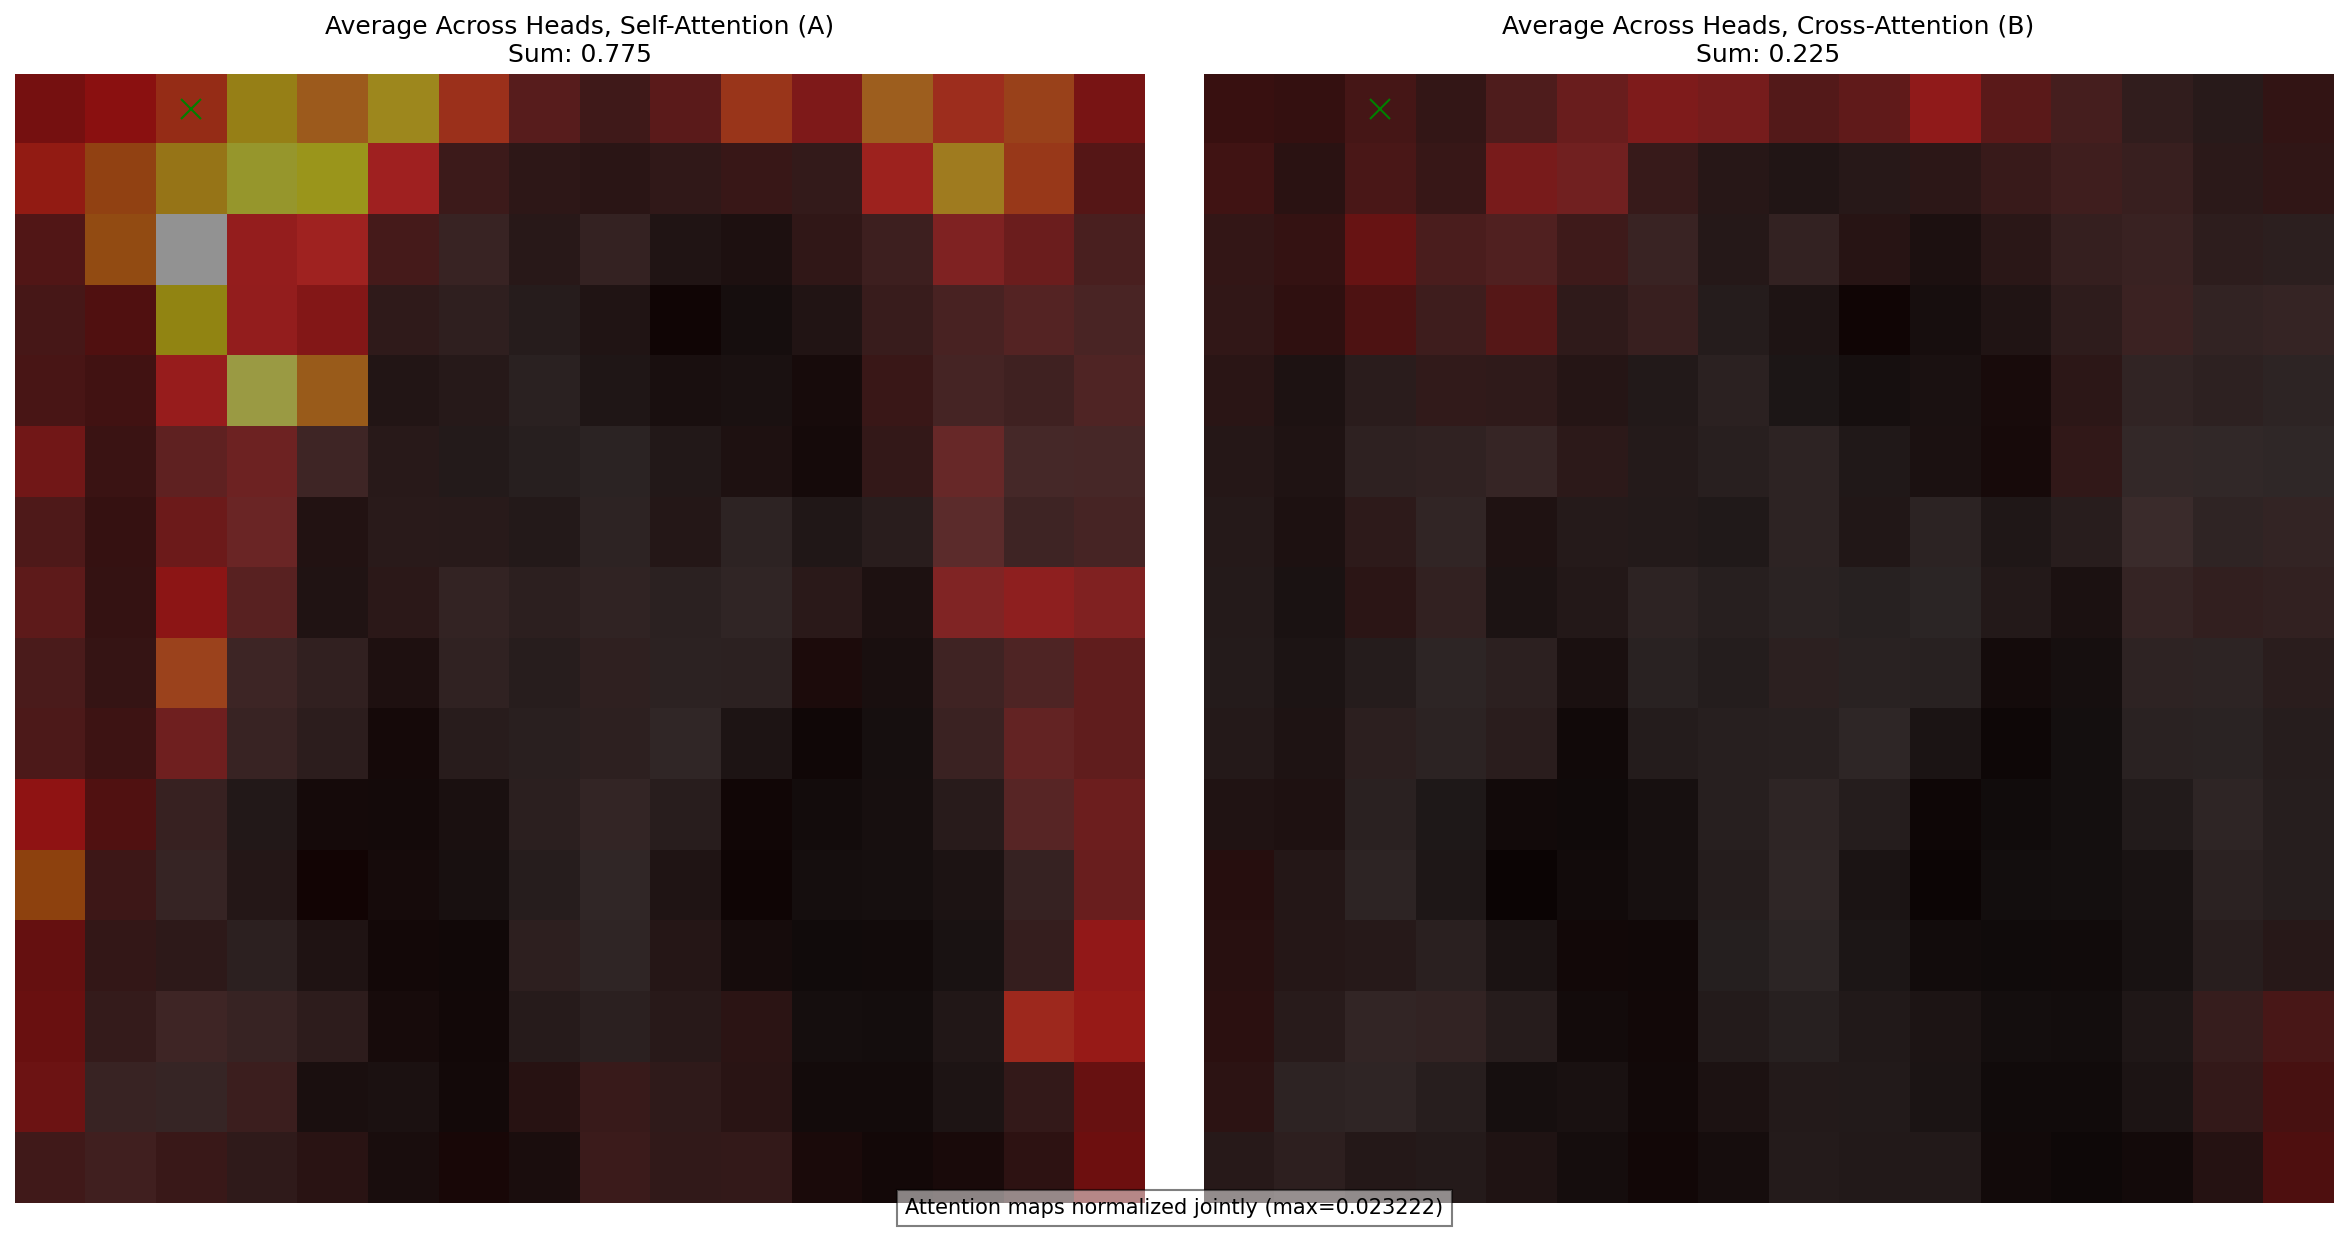 Average Across Heads, Self-Attention (A)
Sum: 0.775
Average Across Heads, Cross-Attention (B)
Sum: 0.225
Attention maps normalized jointly (max=0.023222)